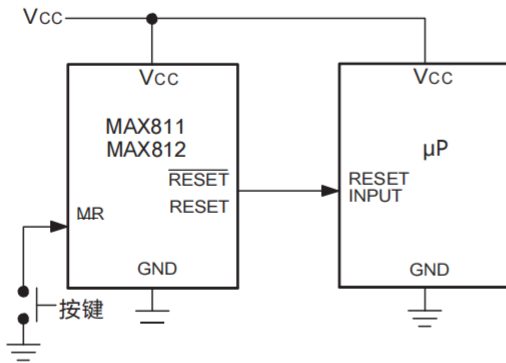 VCC
VCC
MAX811
MAX812
RESET
RESET
MR
GND
按键
VCC
μP
RESET
INPUT
GND